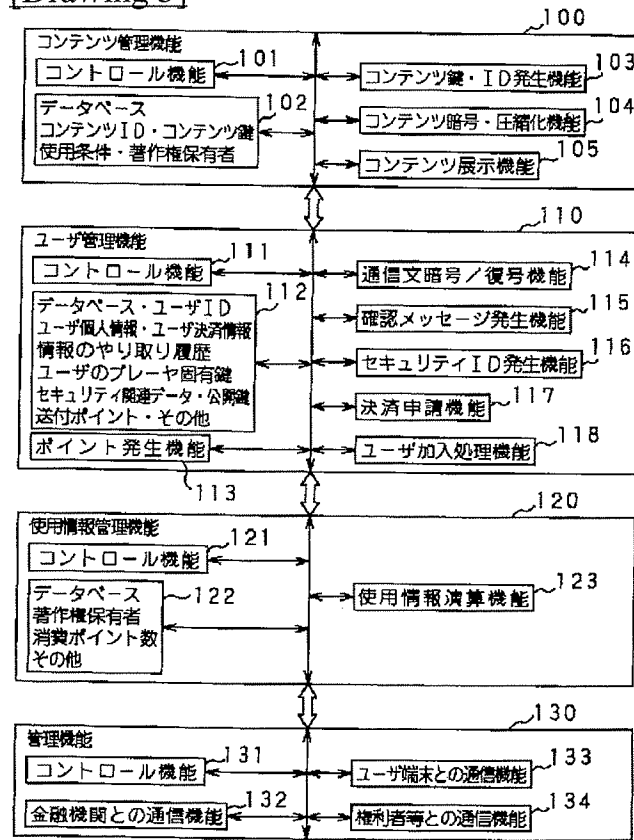 [Drawing 3]
100
コンテンツ管理機能
コントロール機能
101
データベース
コンテンツID・コンテンツ鍵
使用条件・著作権保有者
102
コンテンツ鍵・ID発生機能
103
コンテンツ暗号・圧縮化機能
104
コンテンツ展示機能
105
110
ユーザ管理機能
コントロール機能
111
データベース・ユーザID
ユーザ個人情報・ユーザ決済情報
情報のやり取り履歴
ユーザのプレーヤ固有鍵
セキュリティ関連データ・公開鍵
送付ポイント・その他
112
ポイント発生機能
113
通信文暗号/復号機能
114
確認メッセージ発生機能
115
セキュリティID発生機能
116
決済申請機能
117
ユーザ加入処理機能
118
120
使用情報管理機能
コントロール機能
121
データベース
著作権保有者
消費ポイント数
その他
122
使用情報演算機能
123
130
管理機能
コントロール機能
131
金融機関との通信機能
132
ユーザ端末との通信機能
133
権利者等との通信機能
134